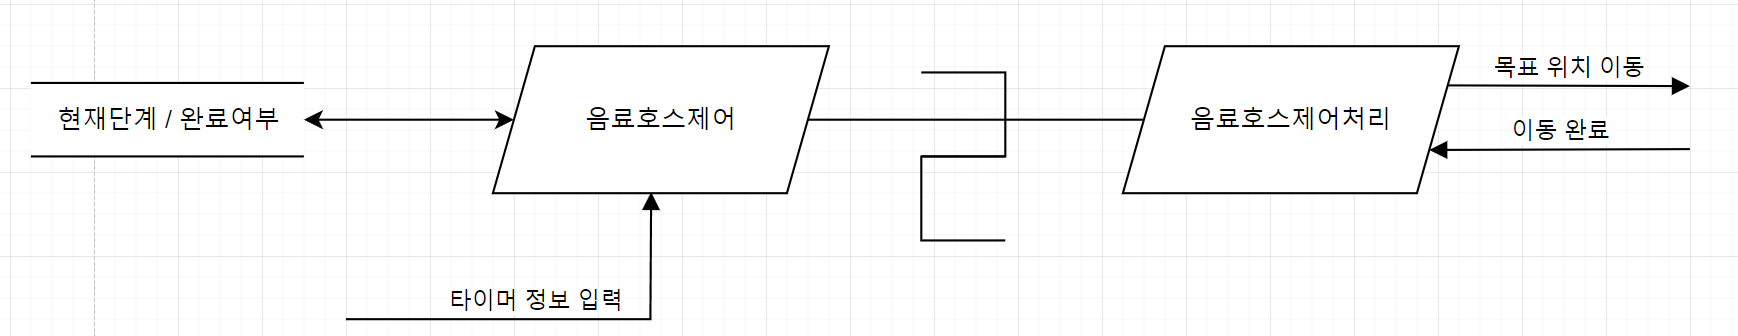 현재단계 / 완료여부
음료호스제어
음료호스제어처리
목표 위치 이동
이동 완료
타이머 정보 입력